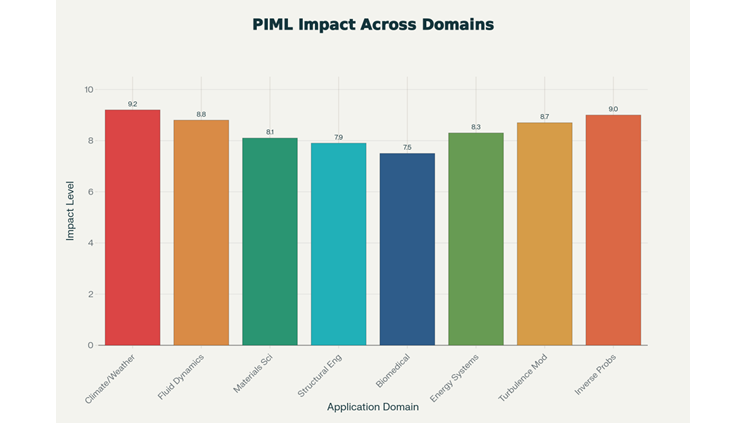 PIML Impact Across Domains
10
8
6
4
2
0
Impact Level
9.2
8.8
8.1
7.9
7.5
8.3
8.7
9.0
Climate/Weather
Fluid Dynamics
Materials Sci
Structural Eng
Biomedical
Energy Systems
Turbulence Mod
Inverse Probs
Application Domain